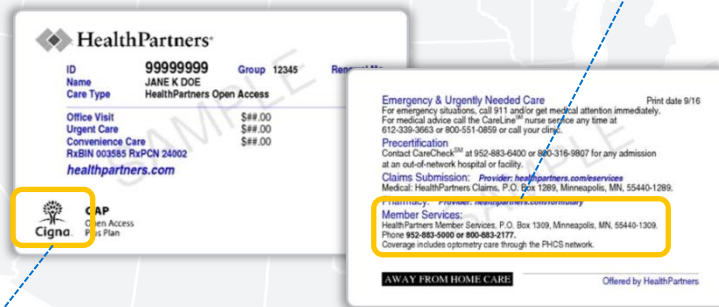 HealthPartners
ID 99999999 Group 12345
Name JANE K DOE
Care Type HealthPartners Open Access
Office Visit $##.00
Urgent Care $##.00
Convenience Care $##.00
RxBIN 003585 RxPCN 24002
healthpartners.com
SAMPLE
Cigna.
OAP
Open Access
Plus Plan
Emergency & Urgently Needed Care Print date 9/16
For emergency situations, call 911 and/or get medical attention immediately.
For medical advice call the CareLine℠ nurse service any time at
612-339-3663 or 800-551-0859 or call your clinic.
Precertification
Contact CareCheck℠ at 952-883-6400 or 800-316-9807 for any admission
at an out-of-network hospital or facility.
Claims Submission: Provider: healthpartners.com/eservices
Medical: HealthPartners Claims, P.O. Box 1289, Minneapolis, MN, 55440-1289.
Pharmacy: Provider: healthpartners.com/formulary
Member Services:
HealthPartners Member Services, P.O. Box 1309, Minneapolis, MN, 55440-1309.
Phone 952-883-5000 or 800-883-2177.
Coverage includes optometry care through the PHCS network.
SAMPLE
AWAY FROM HOME CARE Offered by HealthPartners